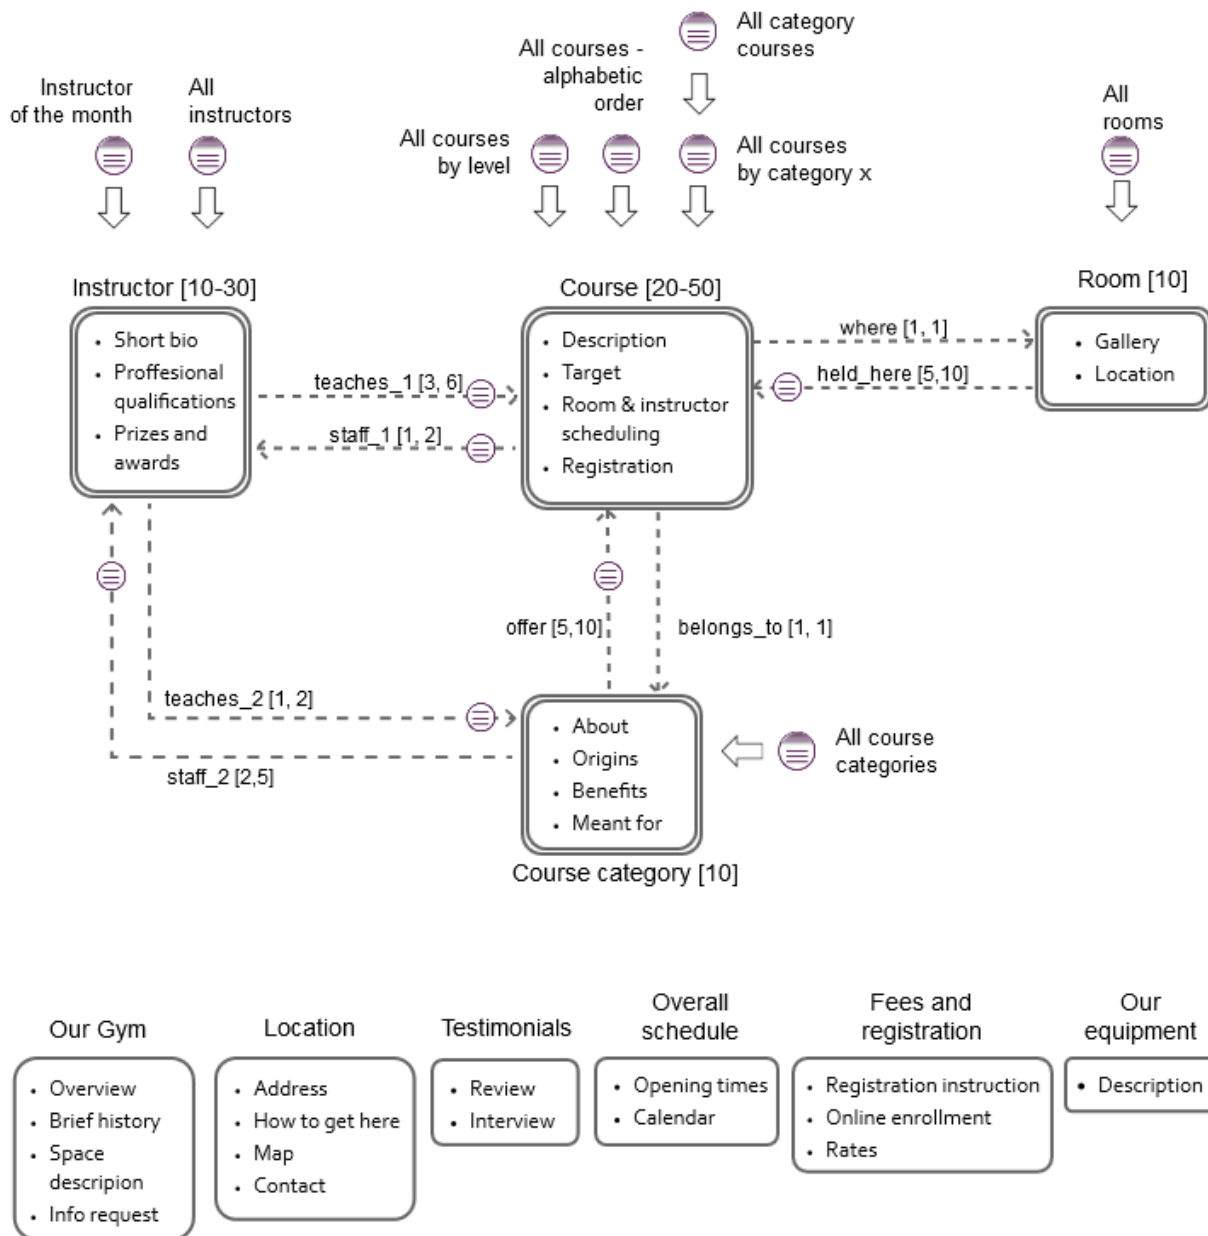 All category
courses
All courses -
alphabetic
order
Instructor
of the month
All
instructors
All
rooms
All courses
by level
All courses
by category x
Instructor [10-30]
Course [20-50]
Room [10]
• Short bio
• Proffesional
qualifications
• Prizes and
awards
teaches_1 [3, 6]
staff_1 [1, 2]
• Description
• Target
• Room & instructor
scheduling
• Registration
where [1, 1]
held_here [5,10]
• Gallery
• Location
offer [5,10]
belongs_to [1, 1]
teaches_2 [1, 2]
staff_2 [2,5]
• About
• Origins
• Benefits
• Meant for
All course
categories
Course category [10]
Our Gym
• Overview
• Brief history
• Space
descripion
• Info request
Location
• Address
• How to get here
• Map
• Contact
Testimonials
• Review
• Interview
Overall
schedule
• Opening times
• Calendar
Fees and
registration
• Registration instruction
• Online enrollment
• Rates
Our
equipment
• Description